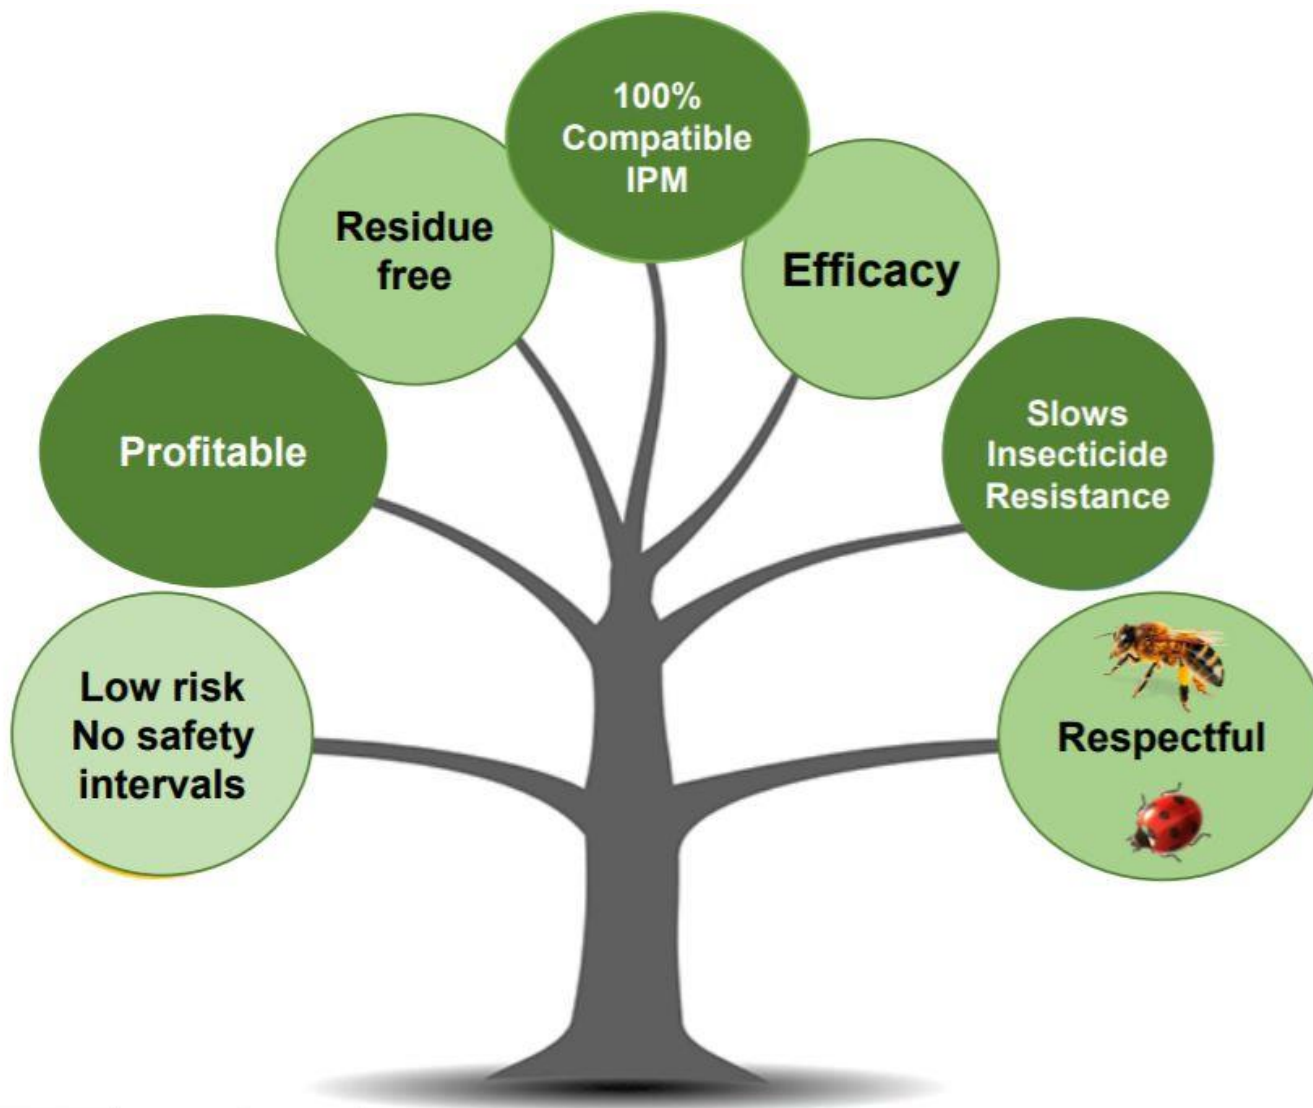 100%
Compatible
IPM
Residue
free
Efficacy
Profitable
Slows
Insecticide
Resistance
Low risk
No safety
intervals
Respectful